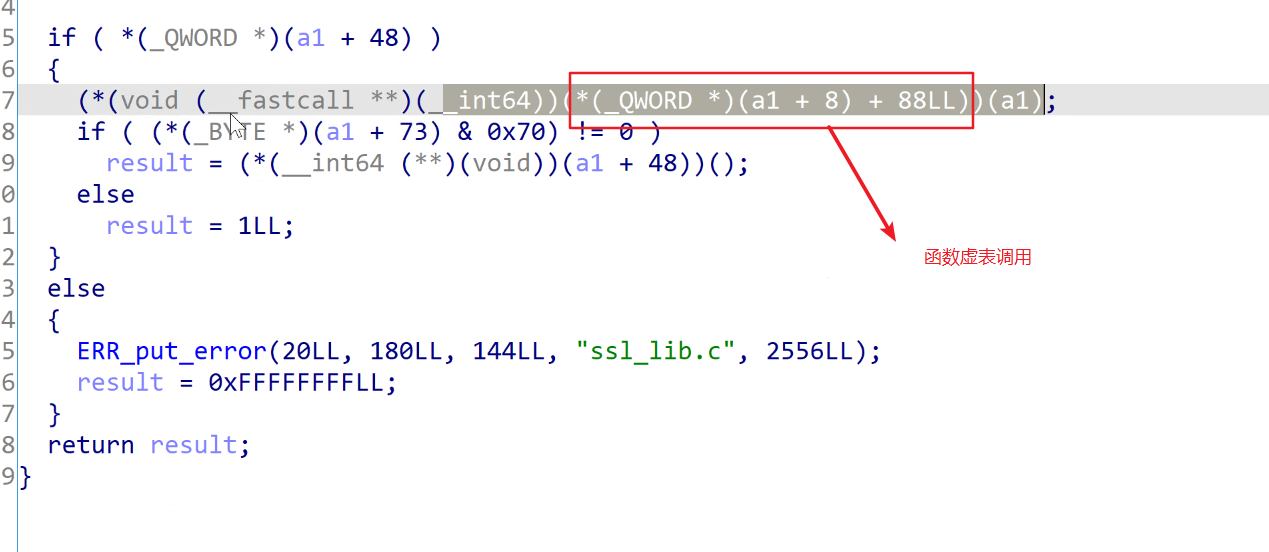 4
5 if ( *(_QWORD *)(a1 + 48) )
6 {
7 (*(void (__fastcall **)(__int64))(*(_QWORD *)(a1 + 8) + 88LL))(a1);
8 if ( (*(_BYTE *)(a1 + 73) & 0x70) != 0 )
9 result = (*(__int64 (**)(void))(a1 + 48))();
0 else
1 result = 1LL;
2 }
函数虚表调用
3 else
4 {
5 ERR_put_error(20LL, 180LL, 144LL, "ssl_lib.c", 2556LL);
6 result = 0xFFFFFFFFLL;
7 }
8 return result;
9 }